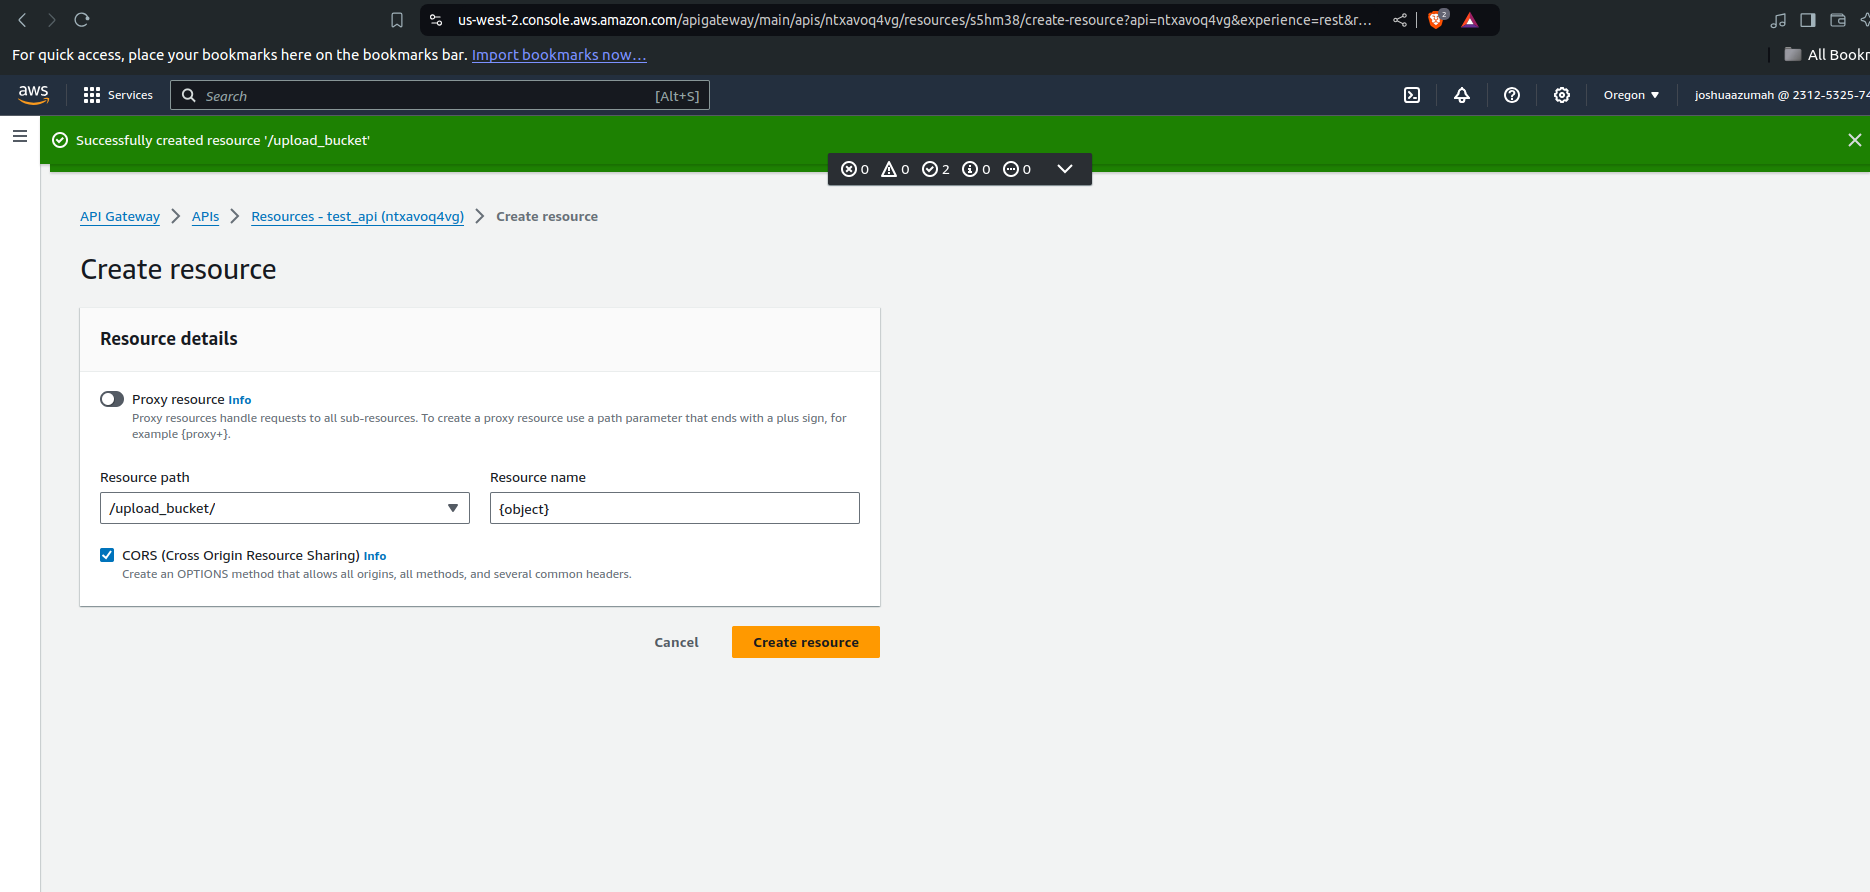 us-west-2.console.aws.amazon.com/apigateway/main/apis/ntxavoq4vg/resources/s5hm38/create-resource?api=ntxavoq4vg&experience=rest&r...
2
For quick access, place your bookmarks here on the bookmarks bar. Import bookmarks now...
All Bookr
aws
Services
Search
[Alt+S]
Oregon
joshuaazumah @ 2312-5325-74
Successfully created resource '/upload_bucket'
0 0 2 0 0
API Gateway
APIs
Resources - test_api (ntxavoq4vg)
Create resource
Create resource
Resource details
Proxy resource Info
Proxy resources handle requests to all sub-resources. To create a proxy resource use a path parameter that ends with a plus sign, for
example {proxy+}.
Resource path
Resource name
/upload_bucket/
{object}
CORS (Cross Origin Resource Sharing) Info
Create an OPTIONS method that allows all origins, all methods, and several common headers.
Cancel
Create resource